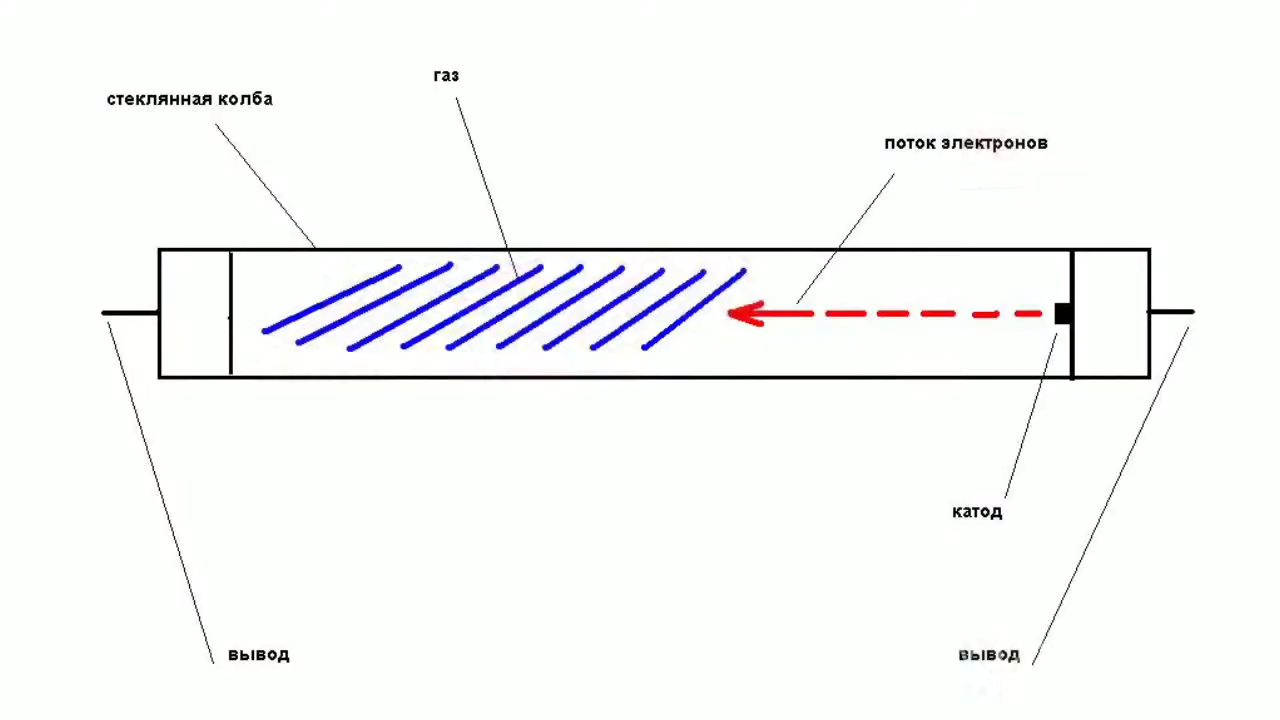 газ
стеклянная колба
поток электронов
катод
вывод
вывод